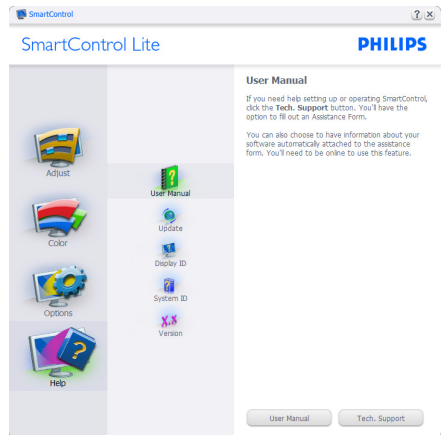 SmartControl
SmartControl Lite
PHILIPS
Adjust
Color
Options
Help
User Manual
Update
Display ID
System ID
X.X
Version
User Manual
If you need help setting up or operating SmartControl,
click the Tech. Support button. You'll have the
option to fill out an Assistance Form.
You can also choose to have information about your
software automatically attached to the assistance
form. You'll need to be online to use this feature.
User Manual
Tech. Support